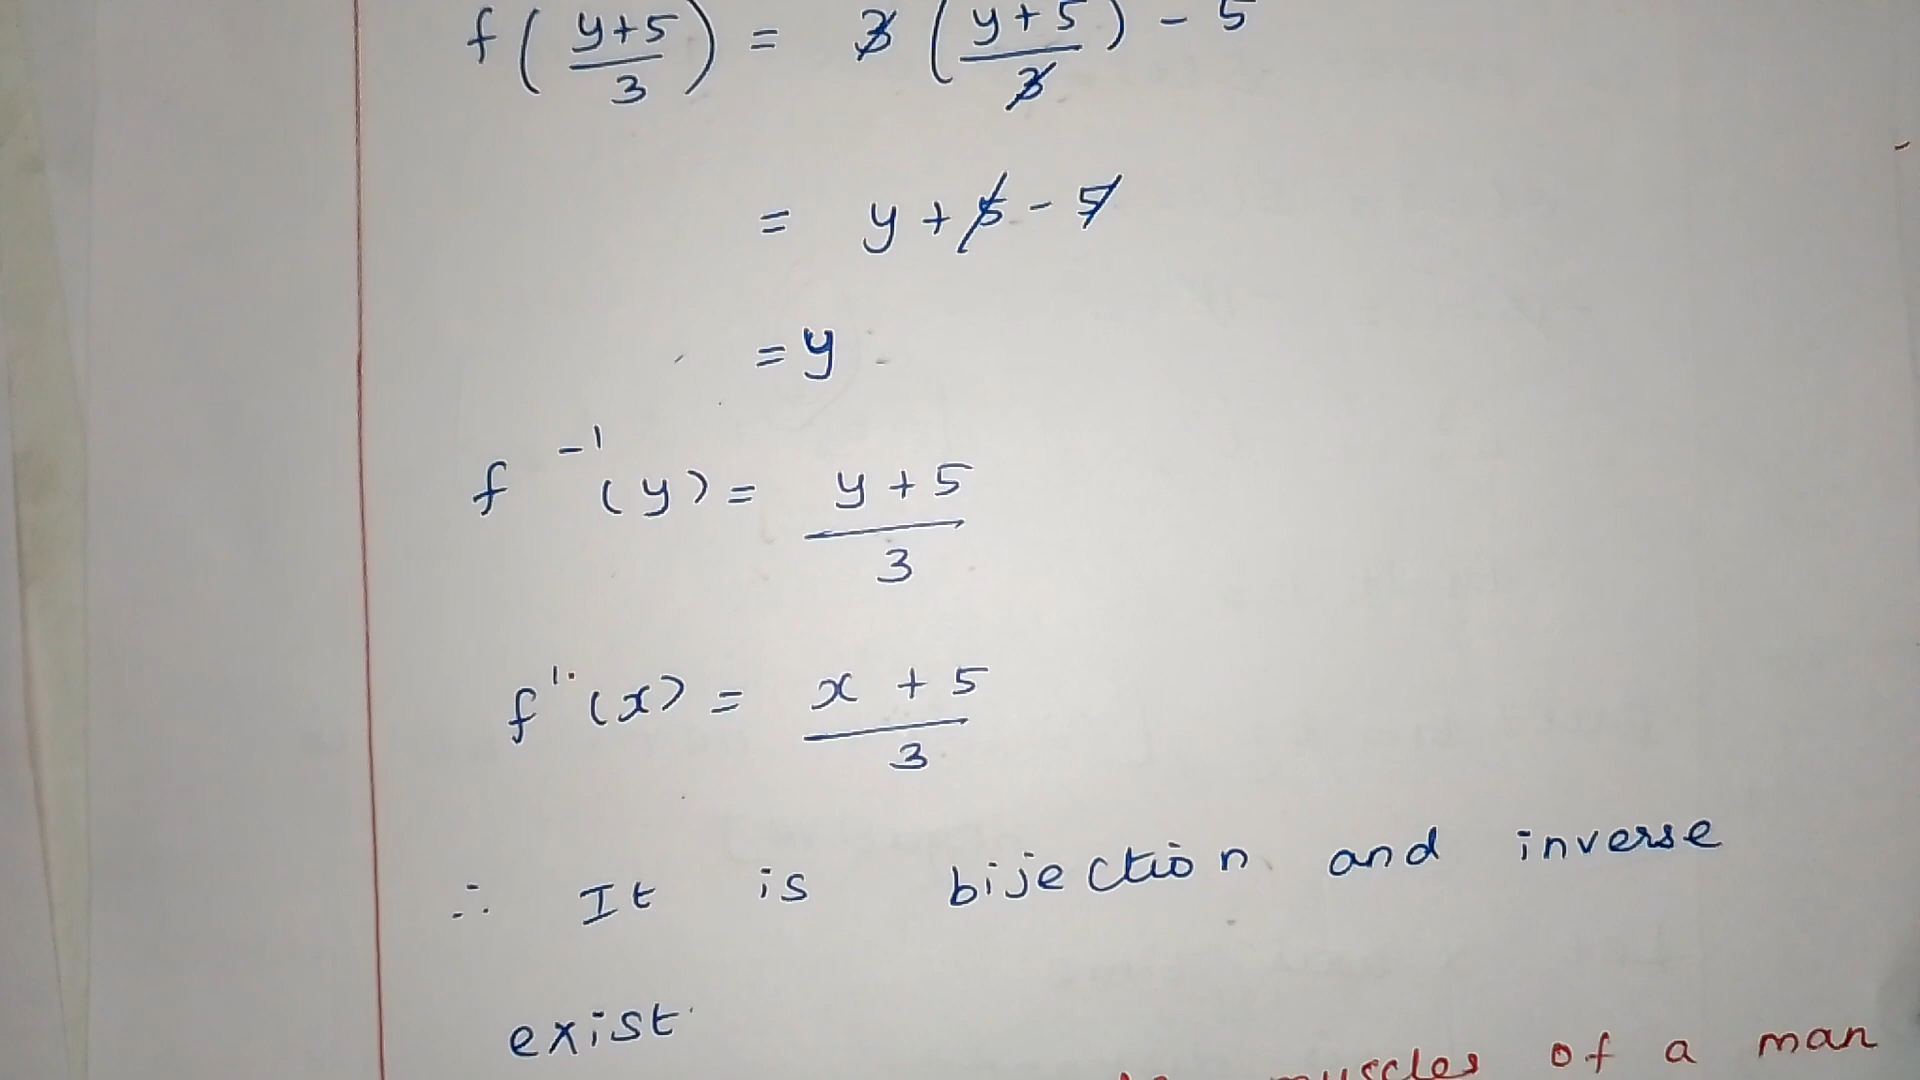 f(y+5/3) = 3(y+5/3) - 5
= y+5-5
= y
f⁻¹(y) = y+5/3
f⁻¹(x) = x+5/3
∴ It is bijection and inverse
exist.
muscles of a man